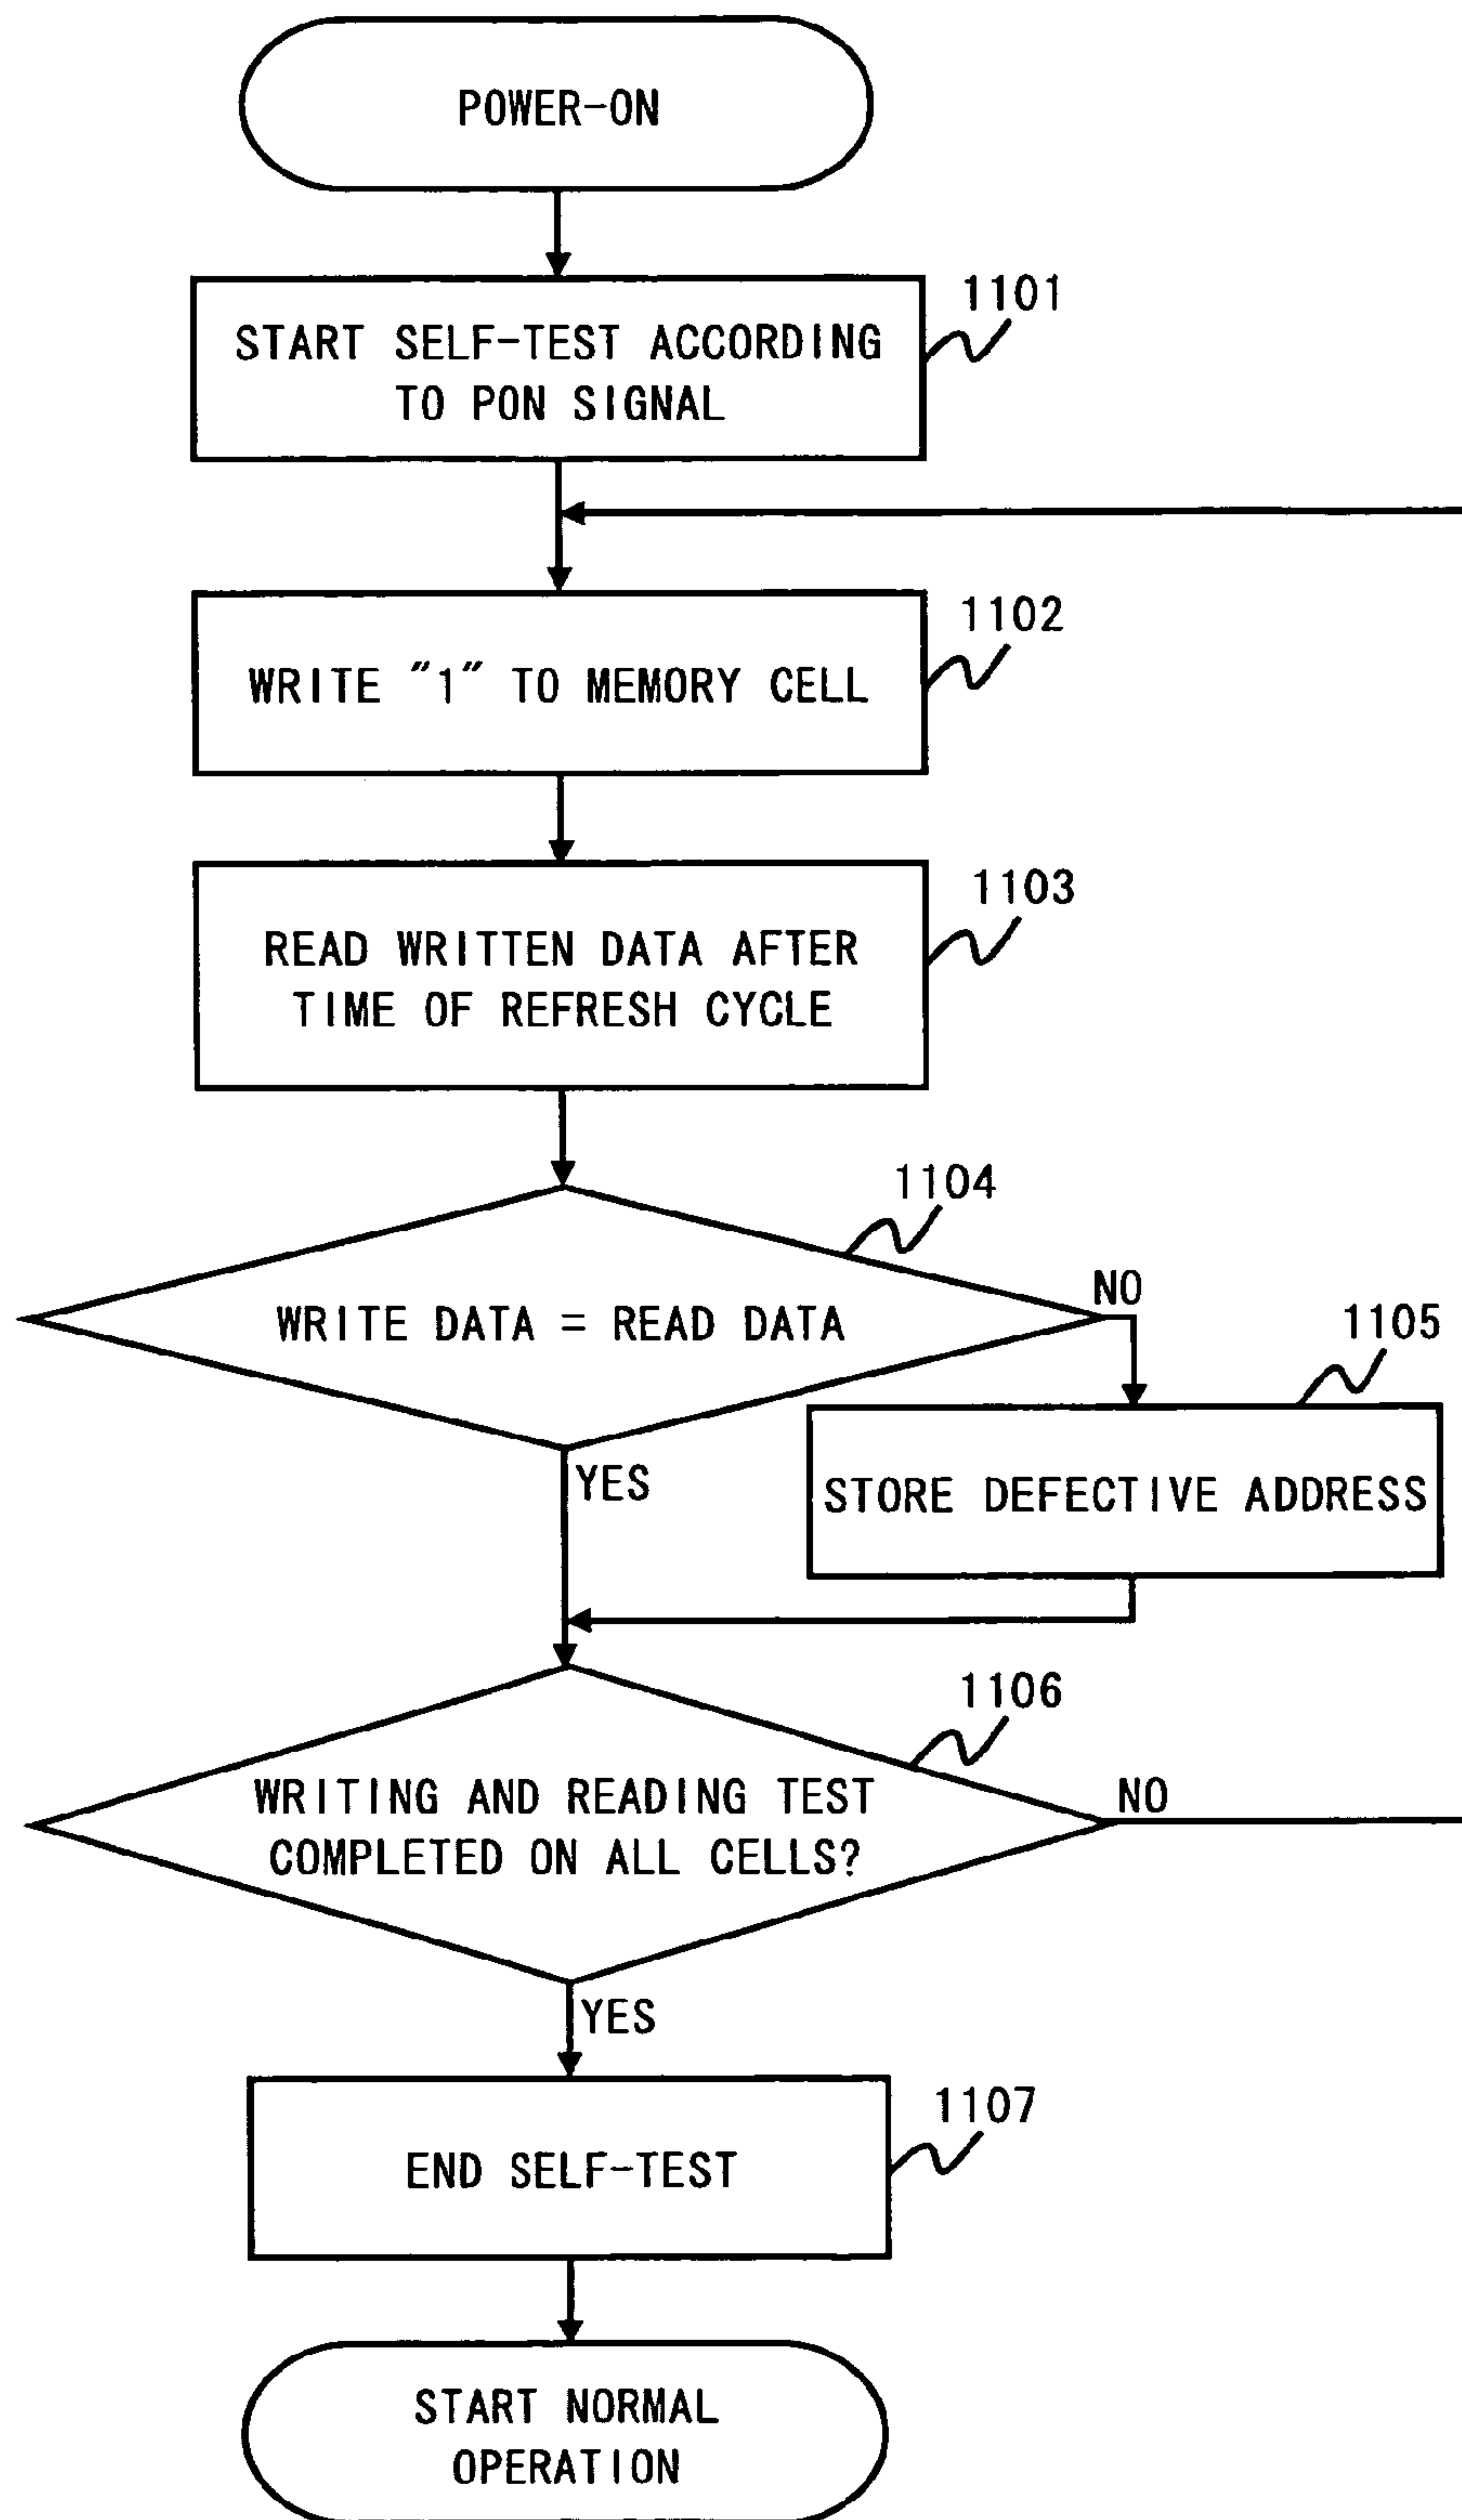 POWER-ON
1101
START SELF-TEST ACCORDING
TO PON SIGNAL
1102
WRITE "1" TO MEMORY CELL
1103
READ WRITTEN DATA AFTER
TIME OF REFRESH CYCLE
1104
WRITE DATA = READ DATA
NO
1105
YES
STORE DEFECTIVE ADDRESS
1106
WRITING AND READING TEST
COMPLETED ON ALL CELLS?
NO
YES
1107
END SELF-TEST
START NORMAL
OPERATION